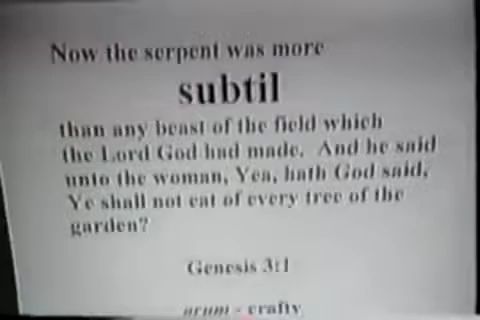 Now the serpent was more
subtil
than any beast of the field which
the Lord God had made. And he said
unto the woman, Yea, hath God said,
Ye shall not eat of every tree of the
garden?
Genesis 3:1
arum - crafty